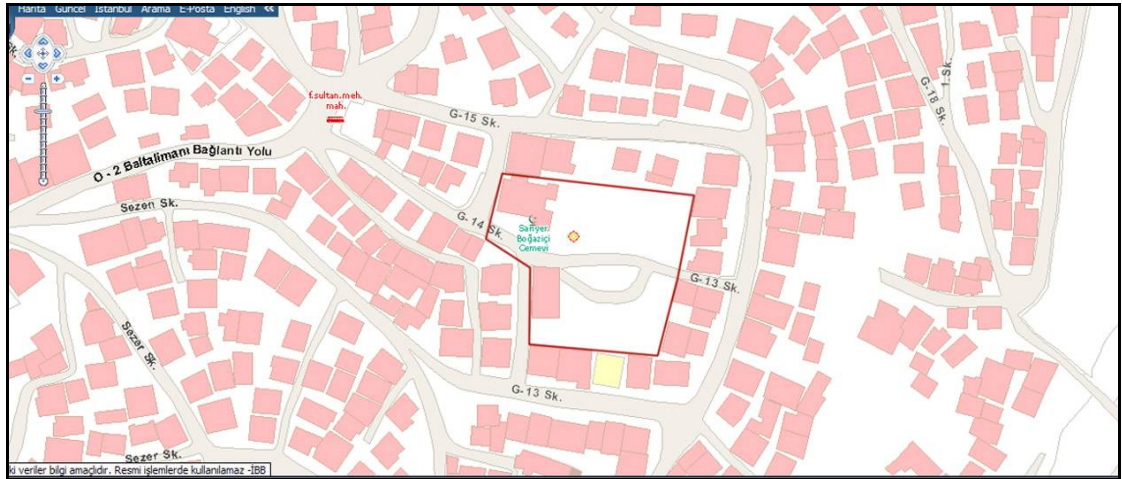 Harita Güncel İstanbul Arama E-Posta English <<
Sk.
f.sultan.meh.
mah.
G-15 Sk.
G-18 Sk.
1. Sk.
O - 2 Baltalimanı Bağlantı Yolu
Sezen Sk.
G-14 Sk.
Sarıyer
Boğaziçi
Cemevi
G-13 Sk.
Sezer Sk.
G-13 Sk.
Sezer Sk.
ki veriler bilgi amaçlıdır. Resmi işlemlerde kullanılamaz -İBB